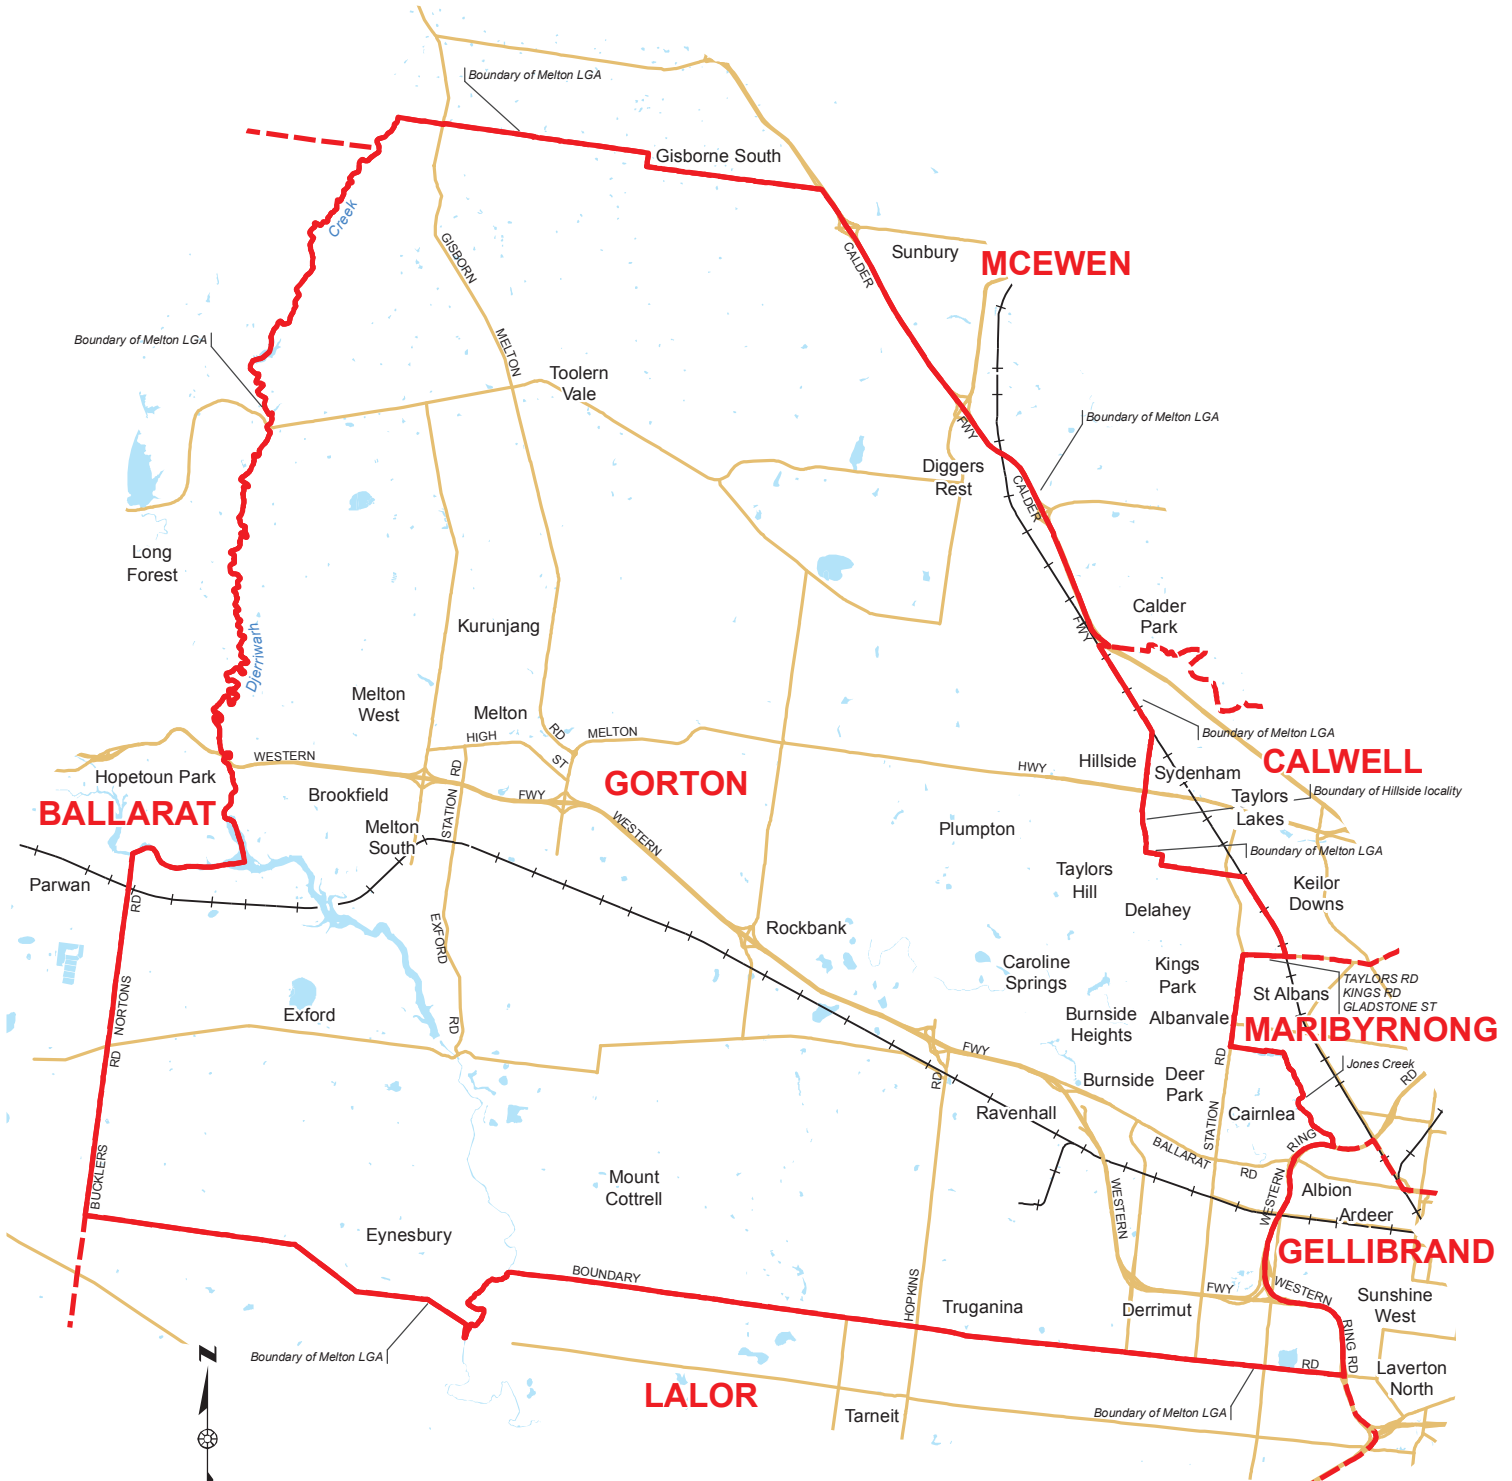 Boundary of Melton LGA
Gisborne South
Creek
GISBORN
CALDER
Sunbury
MCEWEN
Boundary of Melton LGA
MELTON
Toolern
Vale
Boundary of Melton LGA
FWY
Diggers
Rest
CALDER
Long
Forest
Calder
Park
FWY
Kurunjang
Djerriwarh
Melton
West
Melton
RD
MELTON
HIGH
ST
Boundary of Melton LGA
WESTERN
Hillside
HWY
Sydenham
CALWELL
Hopetoun Park
RD
STATION
GORTON
Brookfield
FWY
Taylors
Lakes
Boundary of Hillside locality
BALLARAT
Melton
South
WESTERN
Plumpton
Boundary of Melton LGA
Parwan
RD
Taylors
Hill
Keilor
Downs
Delahey
EXFORD
Rockbank
Caroline
Springs
Kings
Park
TAYLORS RD
KINGS RD
GLADSTONE ST
St Albans
NORTONS
Exford
RD
Burnside
Heights
Albanvale
MARIBYRNONG
RD
FWY
RD
Jones Creek
RD
RD
Burnside
Deer
Park
Ravenhall
Cairnlea
STATION
RING
BALLARAT
RD
BUCKLERS
Mount
Cottrell
WESTERN
WESTERN
Albion
Ardeer
Eynesbury
GELLIBRAND
BOUNDARY
HOPKINS
FWY
WESTERN
Truganina
Derrimut
Sunshine
West
RING RD
N
Boundary of Melton LGA
RD
Laverton
North
LALOR
Tarneit
Boundary of Melton LGA